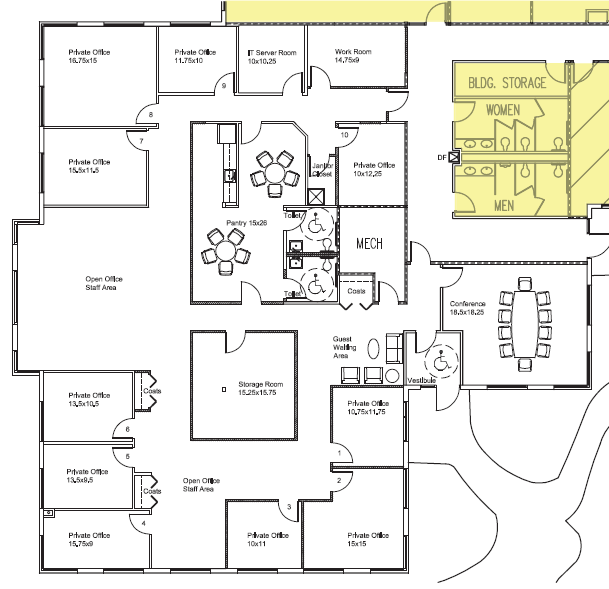 Private Office
16.75x15
Private Office
11.75x10
IT Server Room
10x10.25
Work Room
14.75x9
9
8
BLDG. STORAGE
WOMEN
7
10
Private Office
15.5x11.5
Janitor
Closet
Private Office
10x12.25
DF
MEN
Toilet
Pantry 15x26
MECH
Open Office
Staff Area
Toilet
Costs
Conference
18.5x18.25
Guest
Waiting
Area
Vestibule
Storage Room
15.25x15.75
Private Office
13.5x10.5
Costs
Private Office
10.75x11.75
6
5
1
Private Office
13.5x9.5
Costs
Open Office
Staff Area
2
3
4
Private Office
15.75x9
Private Office
10x11
Private Office
15x15